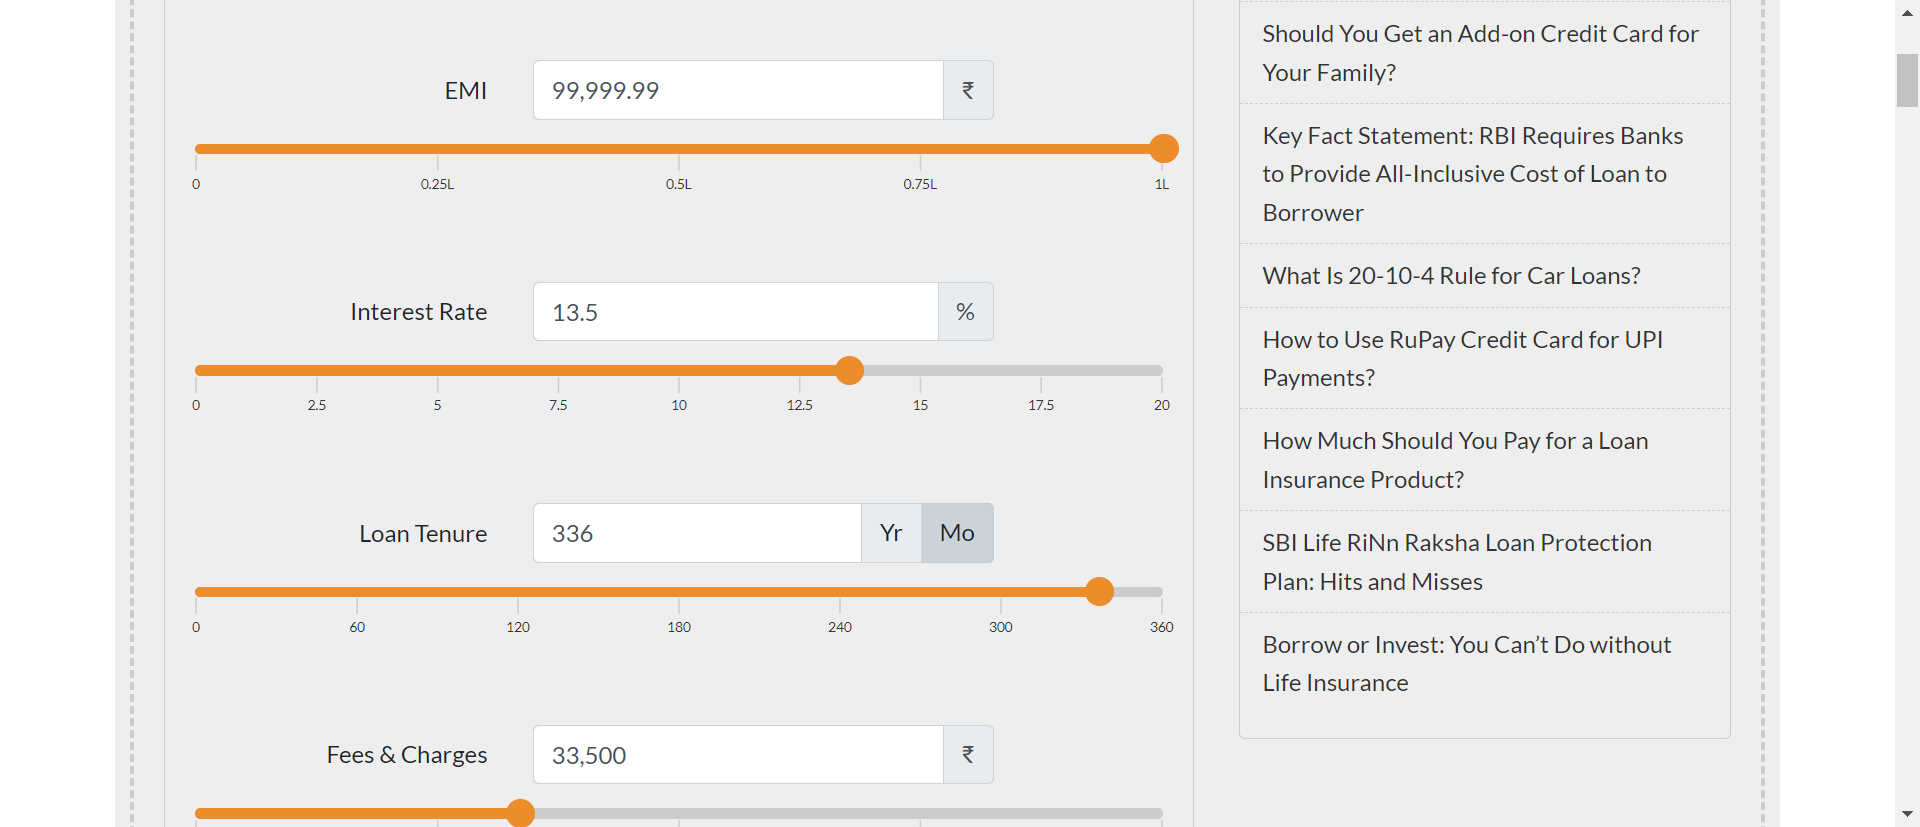 EMI 99,999.99 ₹
0 0.25L 0.5L 0.75L 1L
Interest Rate 13.5 %
0 2.5 5 7.5 10 12.5 15 17.5 20
Loan Tenure 336 Yr Mo
0 60 120 180 240 300 360
Fees & Charges 33,500 ₹
Should You Get an Add-on Credit Card for
Your Family?
Key Fact Statement: RBI Requires Banks
to Provide All-Inclusive Cost of Loan to
Borrower
What Is 20-10-4 Rule for Car Loans?
How to Use RuPay Credit Card for UPI
Payments?
How Much Should You Pay for a Loan
Insurance Product?
SBI Life RiNn Raksha Loan Protection
Plan: Hits and Misses
Borrow or Invest: You Can’t Do without
Life Insurance